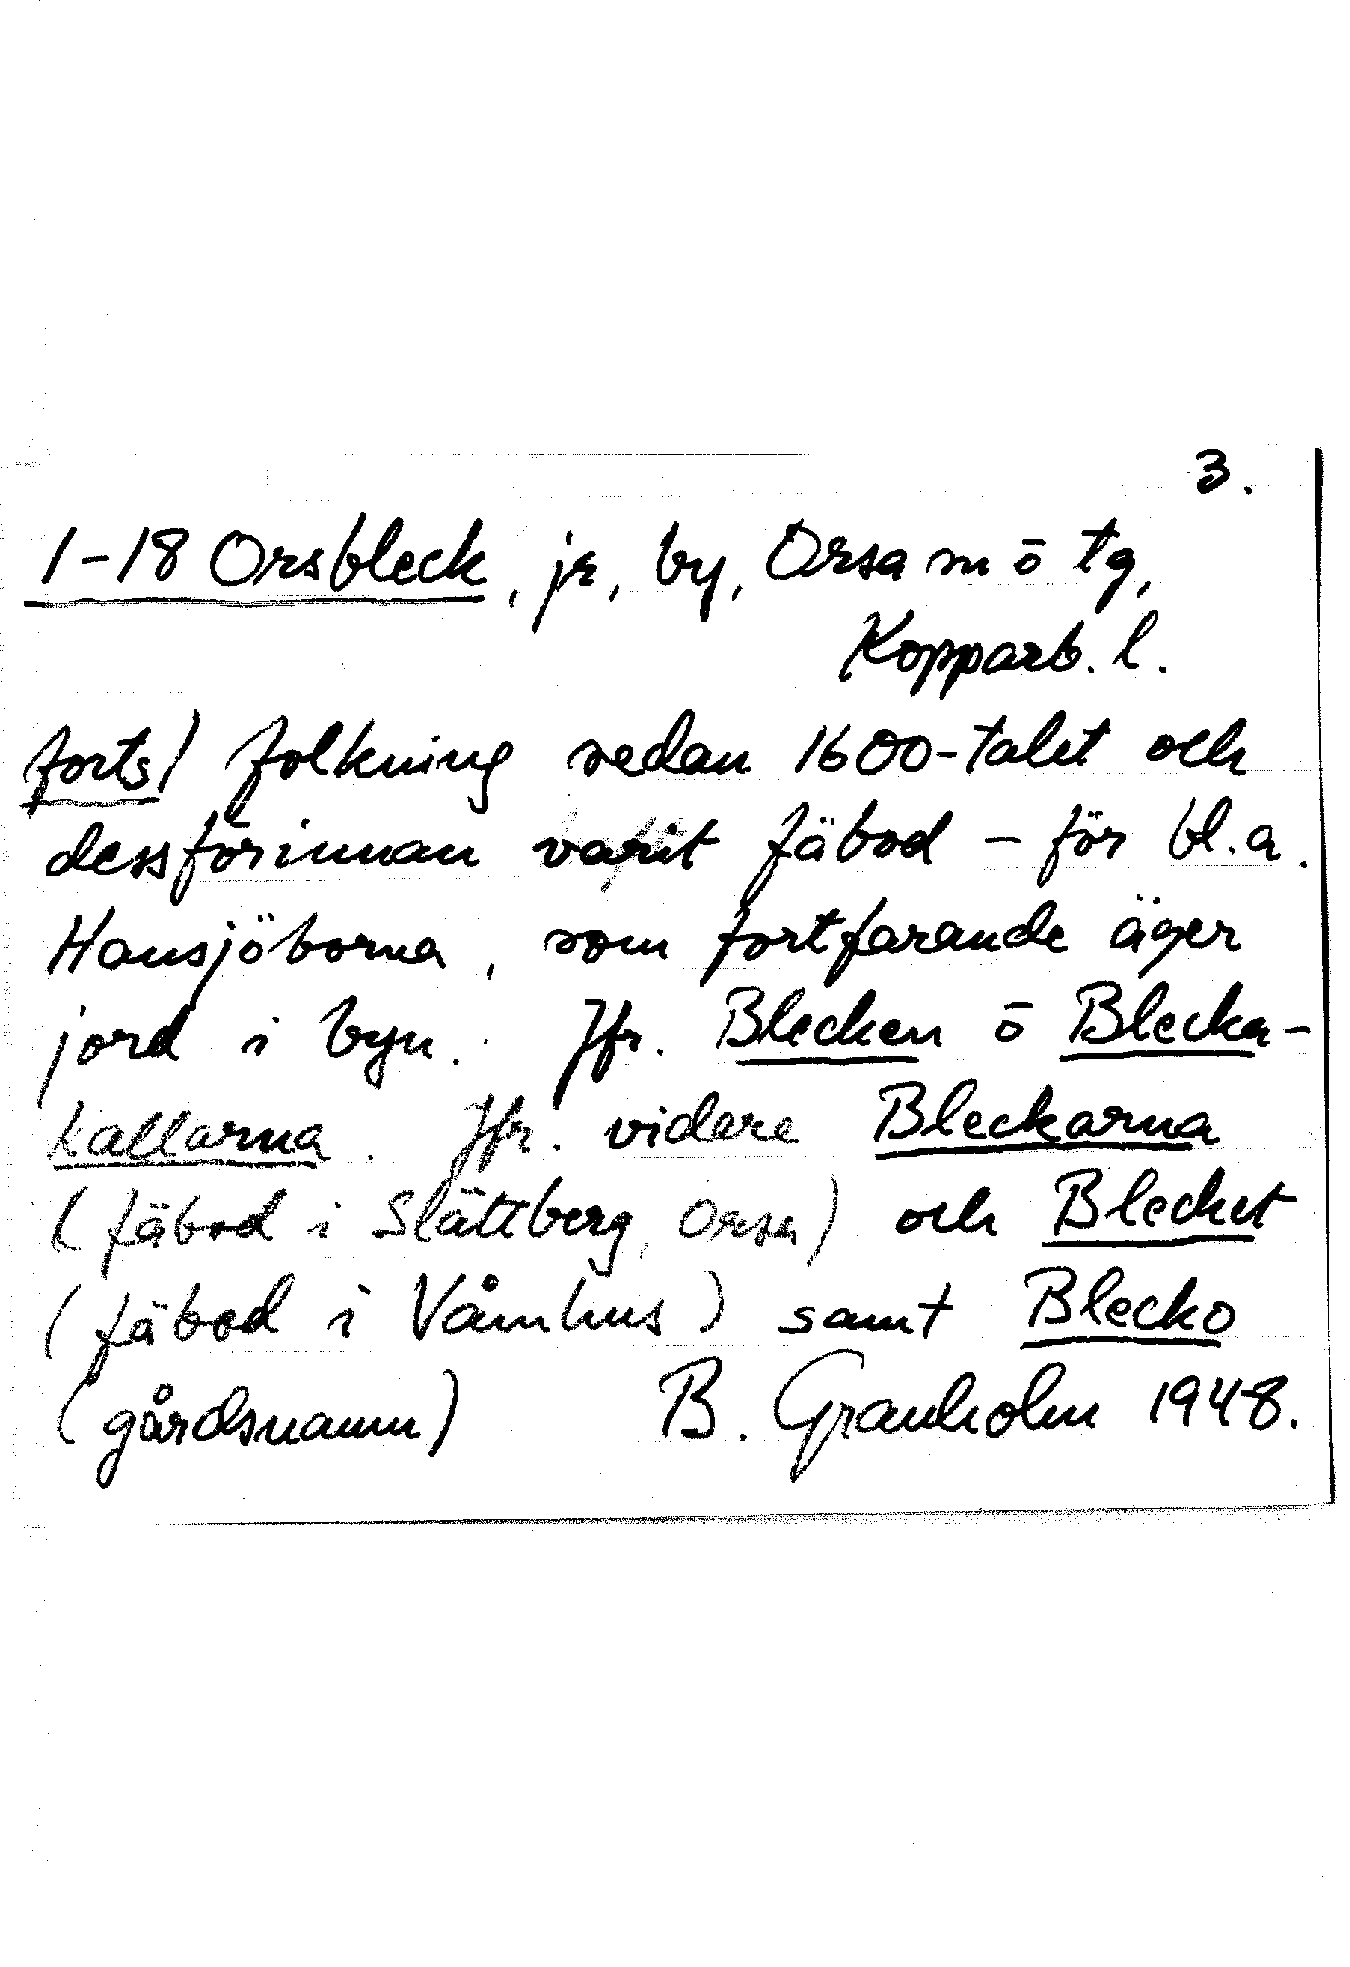 3.
1-18 Orsbleck, jr, by, Orsa sn o tg,
Kopparb. l.
forts/ folkning sedan 1600-talet och
dessförinnan varit fäbod – för bl.a.
Hansjöborna, som fortfarande äger
jord i byn. Jfr. Blecken o Blecka-
kallarna. Jfr. vidare Bleckarna
(fäbod i Slättberg, Orsa) och Blecket
(fäbod i Våmhus) samt Blecko
(gårdsnamn) B. Granholm 1948.